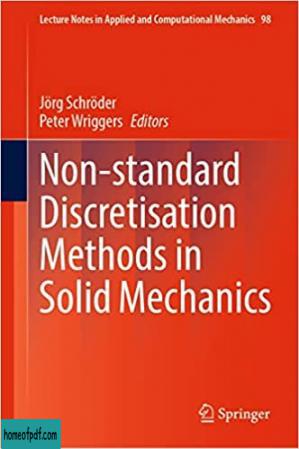 Lecture Notes in Applied and Computational Mechanics 98
Jörg Schröder
Peter Wriggers Editors
Non-standard
Discretisation
Methods in
Solid Mechanics
Springer
homeofpdf.com